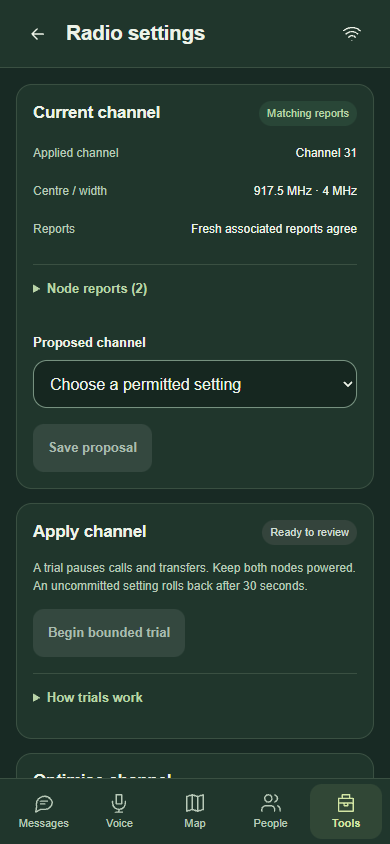 Radio settings
Current channel
Matching reports
Applied channel
Channel 31
Centre / width
917.5 MHz · 4 MHz
Reports
Fresh associated reports agree
Node reports (2)
Proposed channel
Choose a permitted setting
Save proposal
Apply channel
Ready to review
A trial pauses calls and transfers. Keep both nodes powered.
An uncommitted setting rolls back after 30 seconds.
Begin bounded trial
How trials work
Optimise channel
Messages
Voice
Map
People
Tools